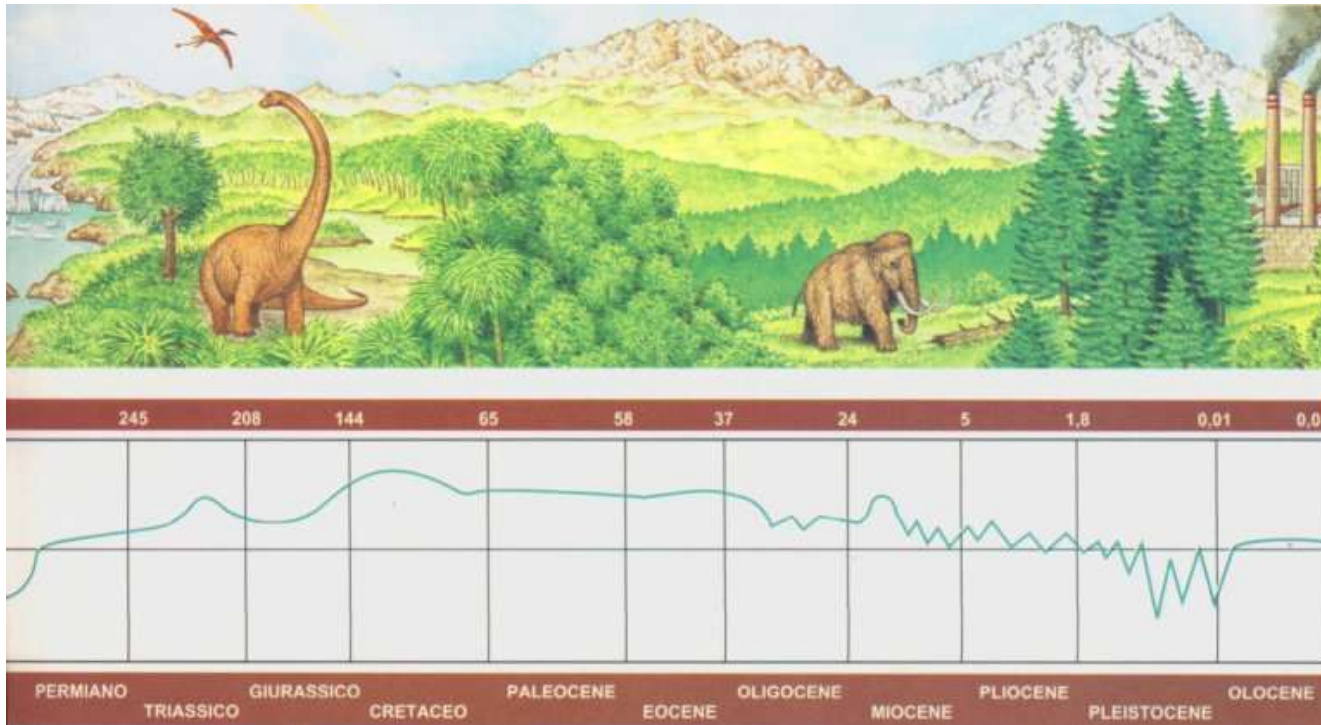 245 208 144 65 58 37 24 5 1,8 0,01 0,0
PERMIANO GIURASSICO PALEOCENE OLIGOCENE PLIOCENE OLOCENE
TRIASSICO CRETACEO EOCENE MIOCENE PLEISTOCENE